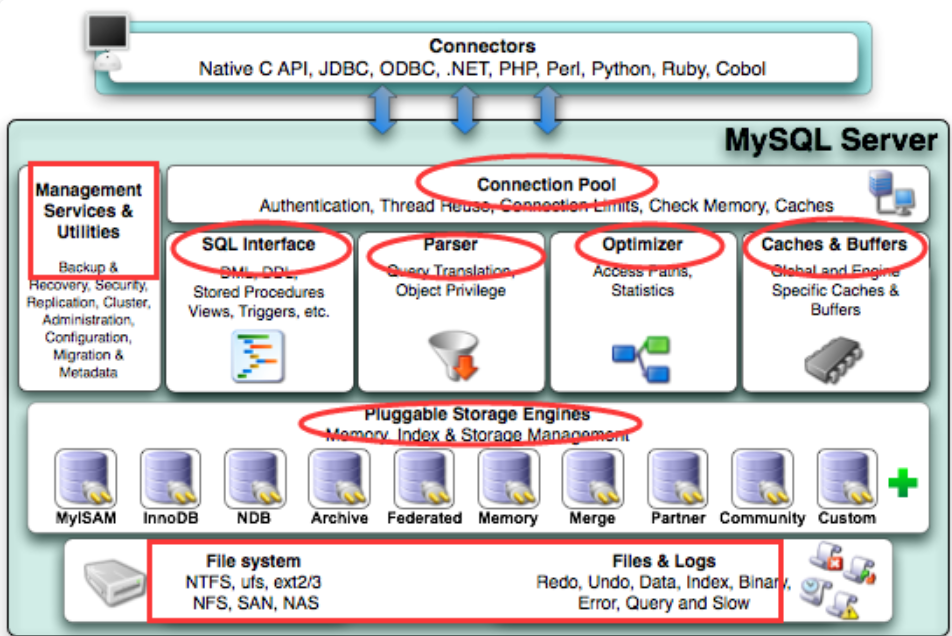 Connectors
Native C API, JDBC, ODBC, .NET, PHP, Perl, Python, Ruby, Cobol
MySQL Server
Management
Services &
Utilities
Backup &
Recovery, Security,
Replication, Cluster,
Administration,
Configuration,
Migration &
Metadata
Connection Pool
Authentication, Thread Reuse, Connection Limits, Check Memory, Caches
SQL Interface
DML, DDL,
Stored Procedures
Views, Triggers, etc.
Parser
Query Translation,
Object Privilege
Optimizer
Access Paths,
Statistics
Caches & Buffers
Global and Engine
Specific Caches &
Buffers
Pluggable Storage Engines
Memory, Index & Storage Management
MyISAM
InnoDB
NDB
Archive
Federated
Memory
Merge
Partner
Community
Custom
File system
NTFS, ufs, ext2/3
NFS, SAN, NAS
Files & Logs
Redo, Undo, Data, Index, Binary,
Error, Query and Slow